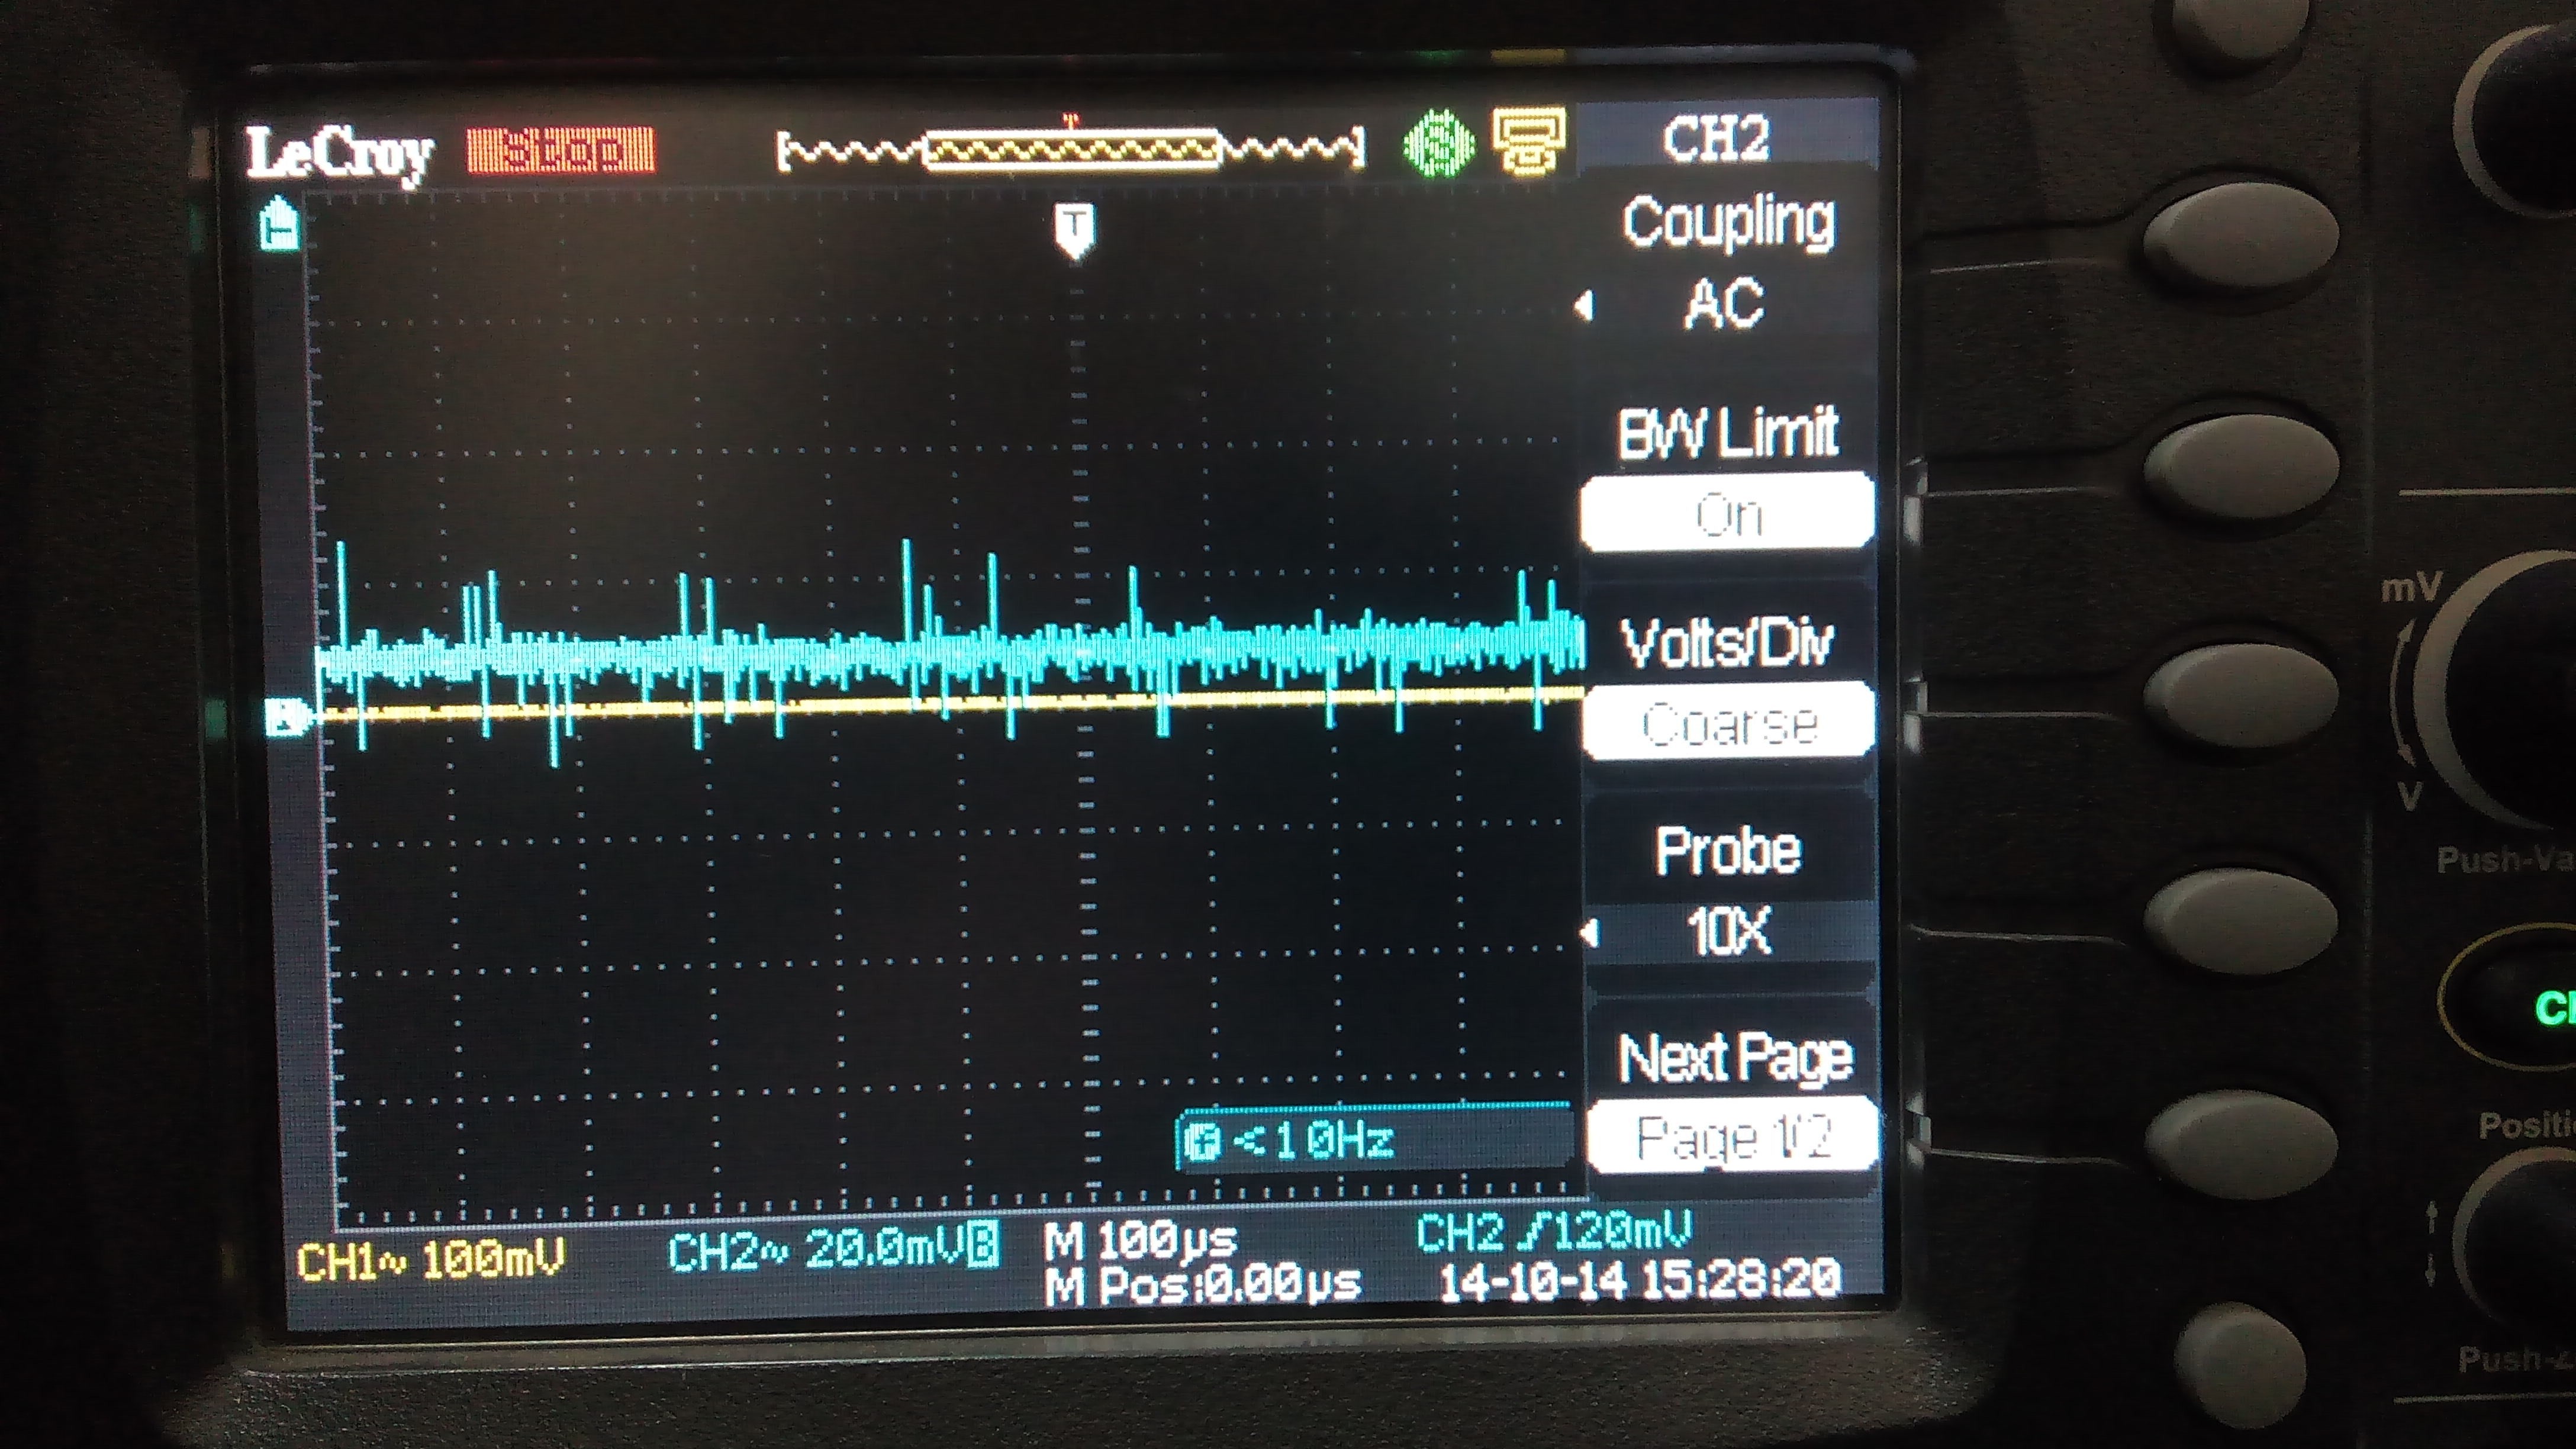 LeCroy Stop CH2
T
T
Coupling
AC
BW Limit
On
Volts/Div
Coarse
Probe
10X
Next Page
Page 1/2
<10Hz
CH1~ 100mV
CH2~ 20.0mV B
M 100µs
M Pos:0.00µs
CH2 120mV
14-10-14 15:28:20
mV
V
Push-
Positi
Push-